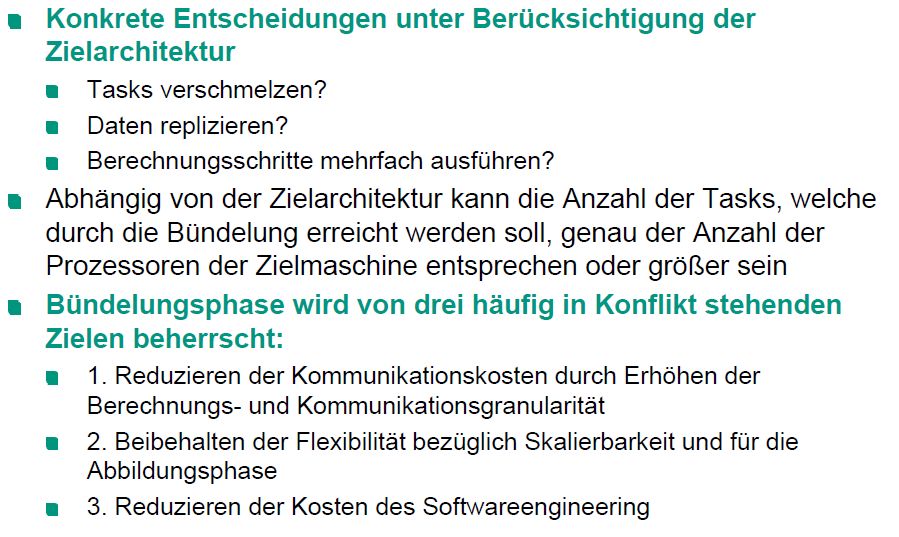 Konkrete Entscheidungen unter Berücksichtigung der
Zielarchitektur
Tasks verschmelzen?
Daten replizieren?
Berechnungsschritte mehrfach ausführen?
Abhängig von der Zielarchitektur kann die Anzahl der Tasks, welche
durch die Bündelung erreicht werden soll, genau der Anzahl der
Prozessoren der Zielmaschine entsprechen oder größer sein
Bündelungsphase wird von drei häufig in Konflikt stehenden
Zielen beherrscht:
1. Reduzieren der Kommunikationskosten durch Erhöhen der
Berechnungs- und Kommunikationsgranularität
2. Beibehalten der Flexibilität bezüglich Skalierbarkeit und für die
Abbildungsphase
3. Reduzieren der Kosten des Softwareengineering